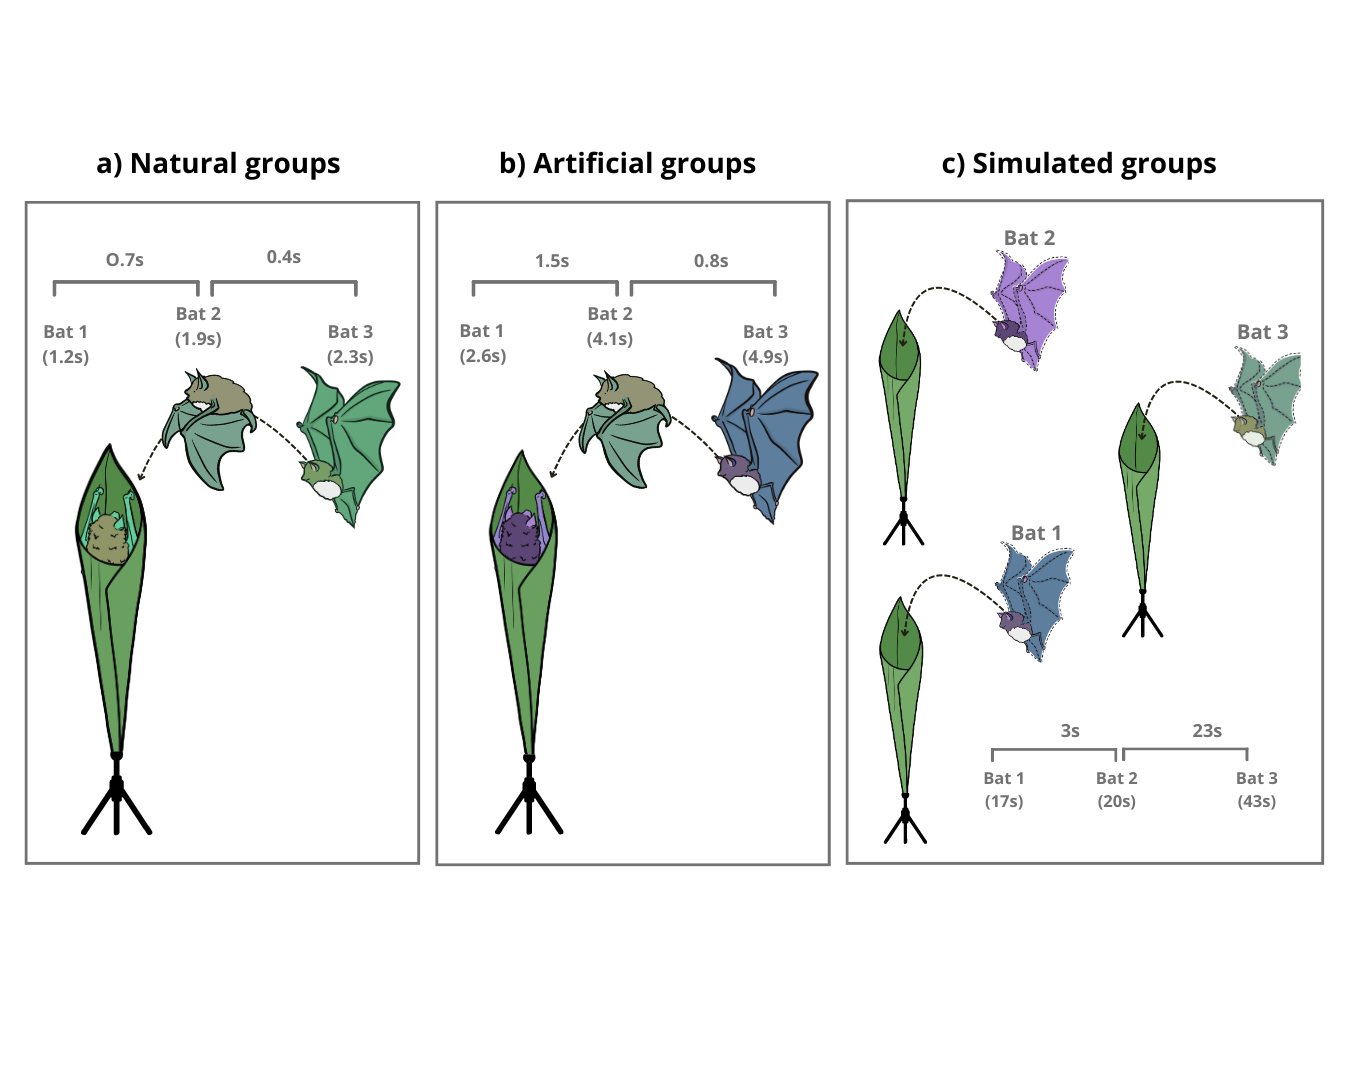 a) Natural groups
b) Artificial groups
c) Simulated groups
O.7s
0.4s
Bat 1
(1.2s)
Bat 2
(1.9s)
Bat 3
(2.3s)
1.5s
0.8s
Bat 1
(2.6s)
Bat 2
(4.1s)
Bat 3
(4.9s)
Bat 2
Bat 3
Bat 1
3s
23s
Bat 1
(17s)
Bat 2
(20s)
Bat 3
(43s)